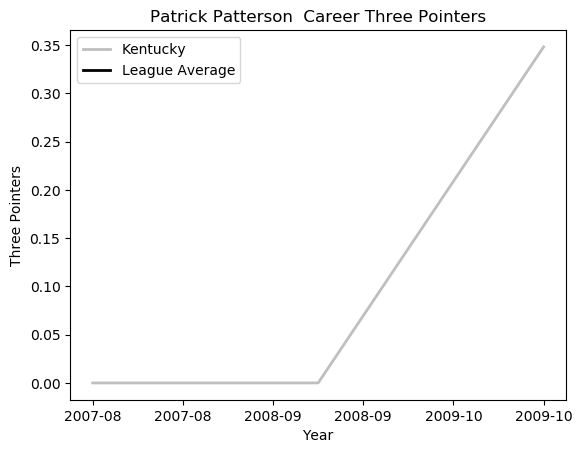 Patrick Patterson  Career Three Pointers
Kentucky
League Average
0.35
0.30
0.25
0.20
0.15
0.10
0.05
0.00
Three Pointers
2007-08 2007-08 2008-09 2008-09 2009-10 2009-10
Year